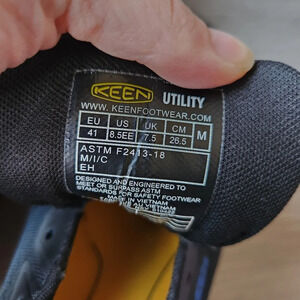 KEEN UTILITY
WWW.KEENFOOTWEAR.COM
EU US UK CM M
41 8.5EE 7.5 26.5
ASTM F2413-18
M/I/C
EH
DESIGNED AND ENGINEERED TO
MEET OR SURPASS ASTM
STANDARDS FOR SAFETY FOOTWEAR
MADE IN VIETNAM